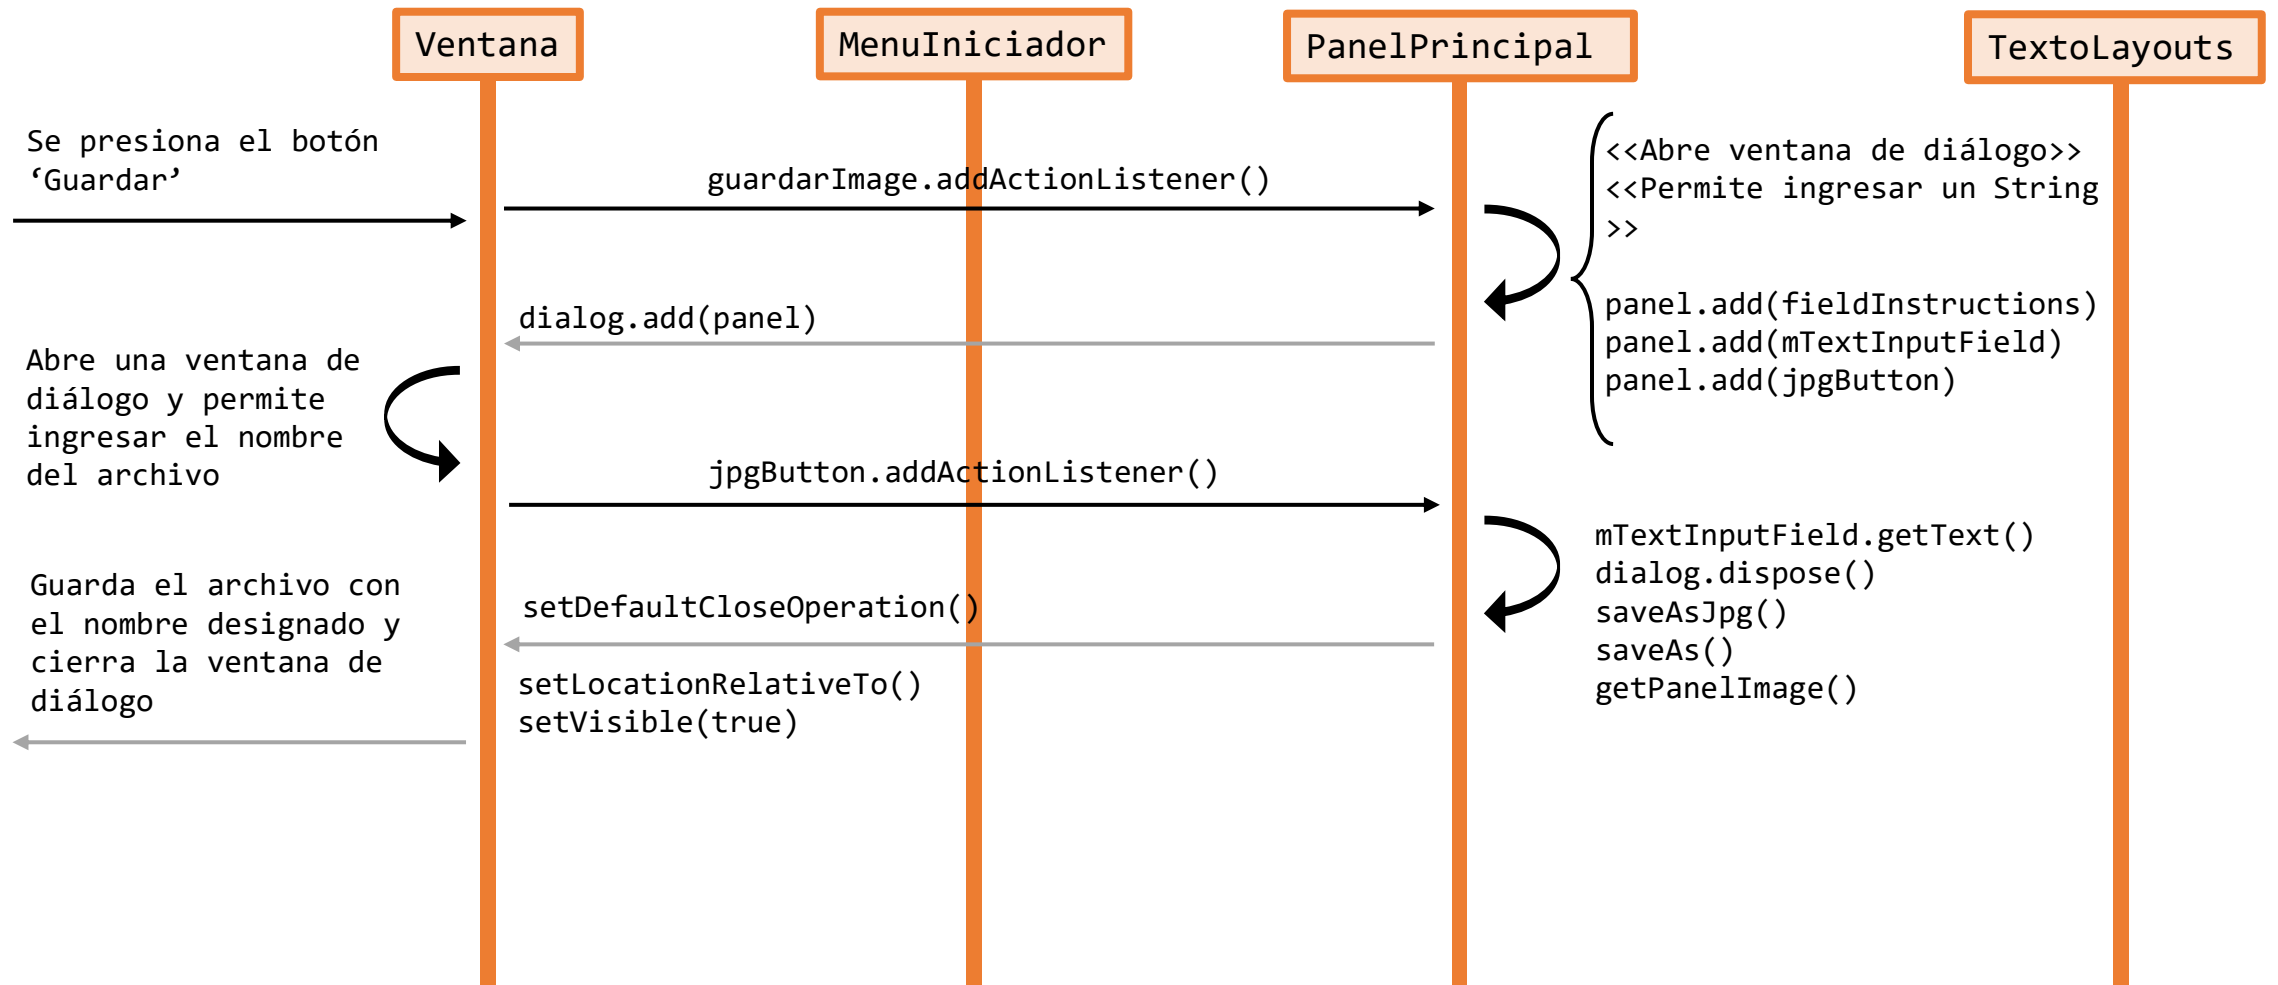 Ventana
MenuIniciador
PanelPrincipal
TextoLayouts
Se presiona el botón
‘Guardar’
guardarImage.addActionListener()
<<Abre ventana de diálogo>>
<<Permite ingresar un String
>>
panel.add(fieldInstructions)
panel.add(mTextInputField)
panel.add(jpgButton)
dialog.add(panel)
Abre una ventana de
diálogo y permite
ingresar el nombre
del archivo
jpgButton.addActionListener()
mTextInputField.getText()
dialog.dispose()
saveAsJpg()
saveAs()
getPanelImage()
setDefaultCloseOperation()
setLocationRelativeTo()
setVisible(true)
Guarda el archivo con
el nombre designado y
cierra la ventana de
diálogo